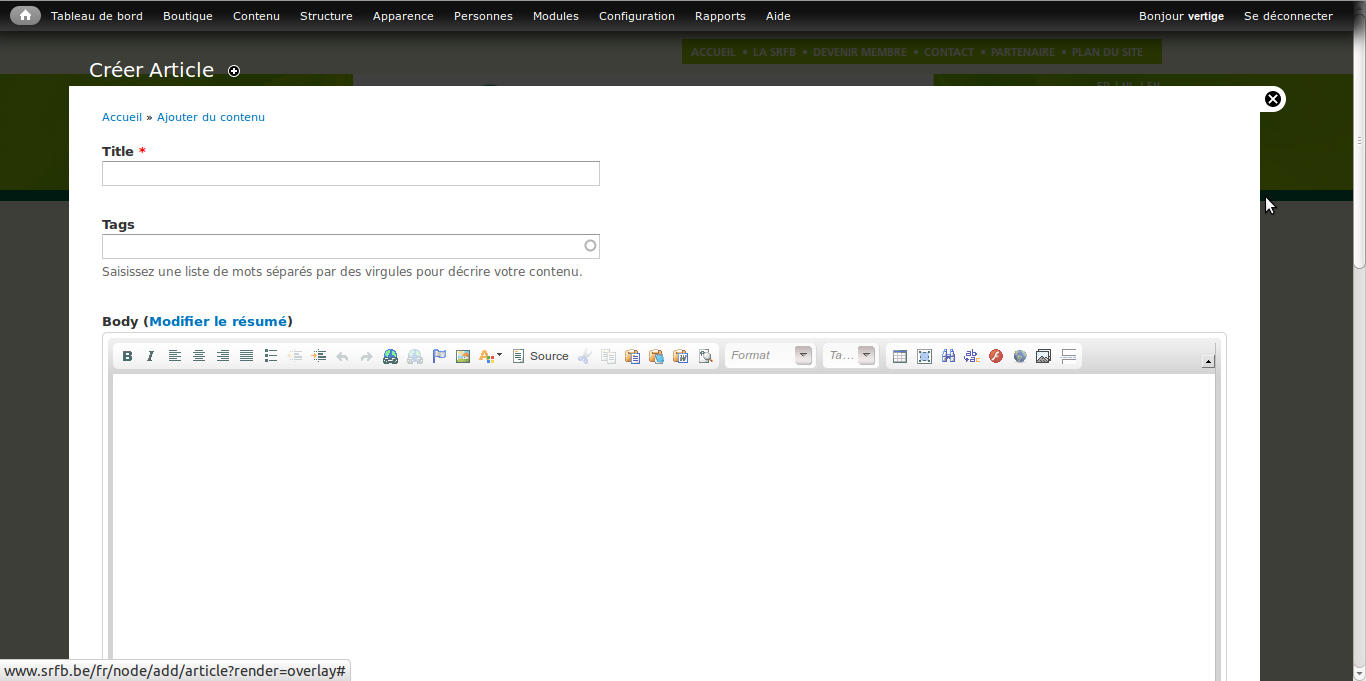 Tableau de bord Boutique Contenu Structure Apparence Personnes Modules Configuration Rapports Aide Bonjour vertige Se déconnecter
ACCUEIL • LA SRFB • DEVENIR MEMBRE • CONTACT • PARTENAIRE • PLAN DU SITE
Créer Article
Accueil » Ajouter du contenu
Title *
Tags
Saisissez une liste de mots séparés par des virgules pour décrire votre contenu.
Body (Modifier le résumé)
B I Source Format Ta...
www.srfb.be/fr/node/add/article?render=overlay#